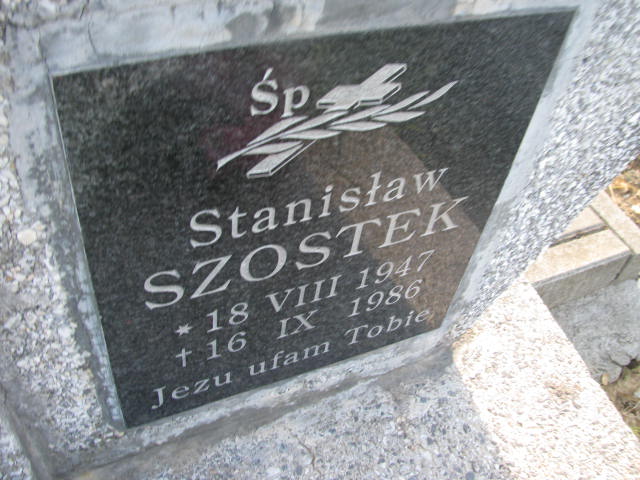 Śp
Stanisław
SZOSTEK
* 18 VIII 1947
† 16 IX 1986
Jezu ufam Tobie